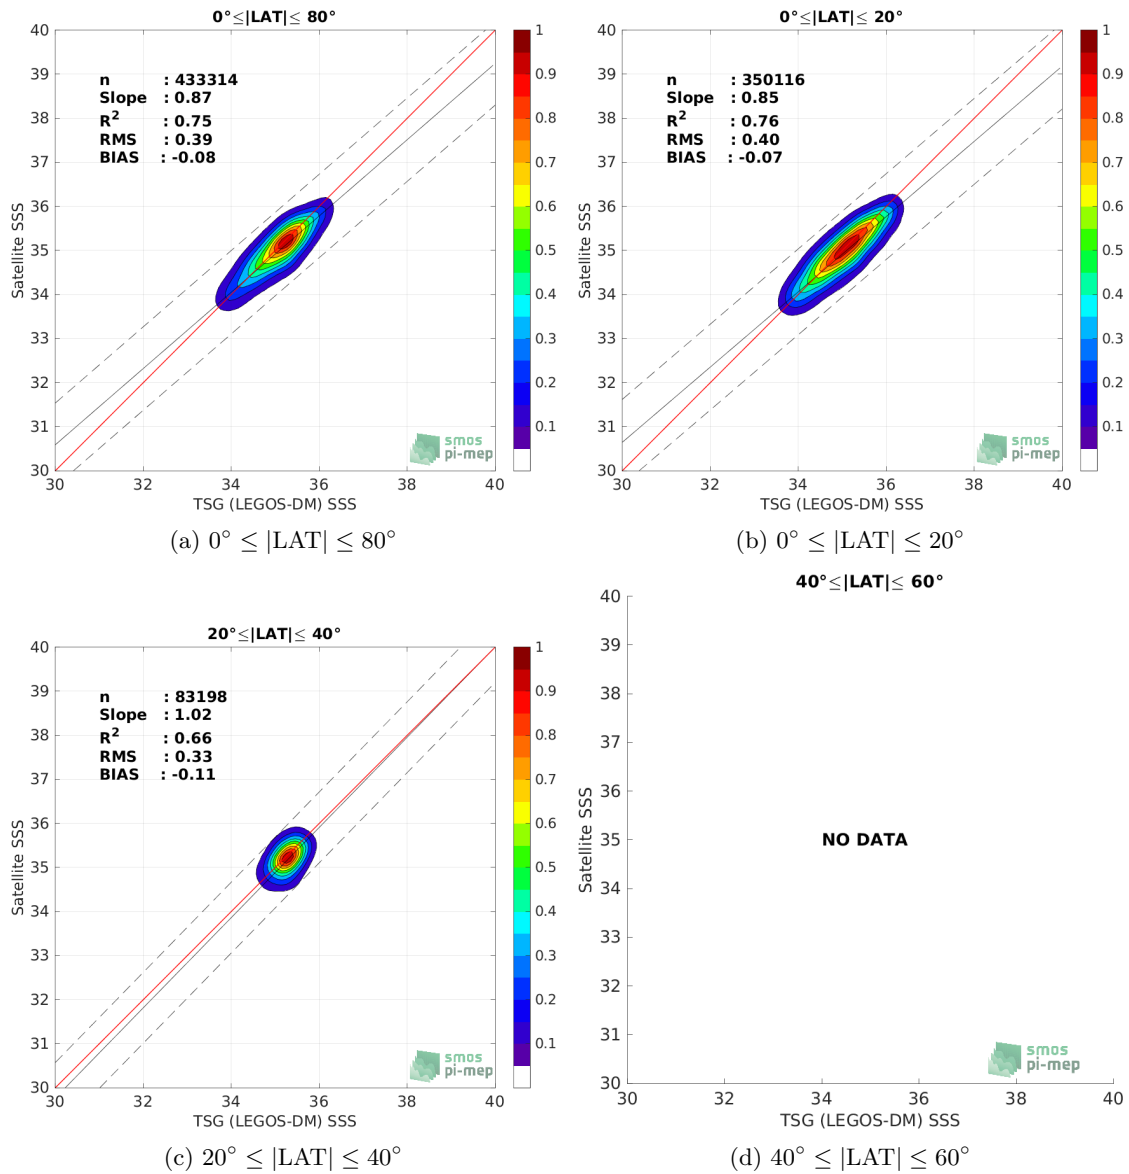 0°≤|LAT|≤ 80°
40
39
38
37
36
35
34
33
32
31
30
Satellite SSS
n : 433314
Slope : 0.87
R2 : 0.75
RMS : 0.39
BIAS : -0.08
1
0.9
0.8
0.7
0.6
0.5
0.4
0.3
0.2
0.1
smos
pi-mep
30 32 34 36 38 40
TSG (LEGOS-DM) SSS
(a) 0° ≤ |LAT| ≤ 80°
0°≤|LAT|≤ 20°
40
39
38
37
36
35
34
33
32
31
30
Satellite SSS
n : 350116
Slope : 0.85
R2 : 0.76
RMS : 0.40
BIAS : -0.07
1
0.9
0.8
0.7
0.6
0.5
0.4
0.3
0.2
0.1
smos
pi-mep
30 32 34 36 38 40
TSG (LEGOS-DM) SSS
(b) 0° ≤ |LAT| ≤ 20°
20°≤|LAT|≤ 40°
40
39
38
37
36
35
34
33
32
31
30
Satellite SSS
n : 83198
Slope : 1.02
R2 : 0.66
RMS : 0.33
BIAS : -0.11
1
0.9
0.8
0.7
0.6
0.5
0.4
0.3
0.2
0.1
smos
pi-mep
30 32 34 36 38 40
TSG (LEGOS-DM) SSS
(c) 20° ≤ |LAT| ≤ 40°
40°≤|LAT|≤ 60°
40
39
38
37
36
35
34
33
32
31
30
Satellite SSS
NO DATA
smos
pi-mep
30 32 34 36 38 40
TSG (LEGOS-DM) SSS
(d) 40° ≤ |LAT| ≤ 60°